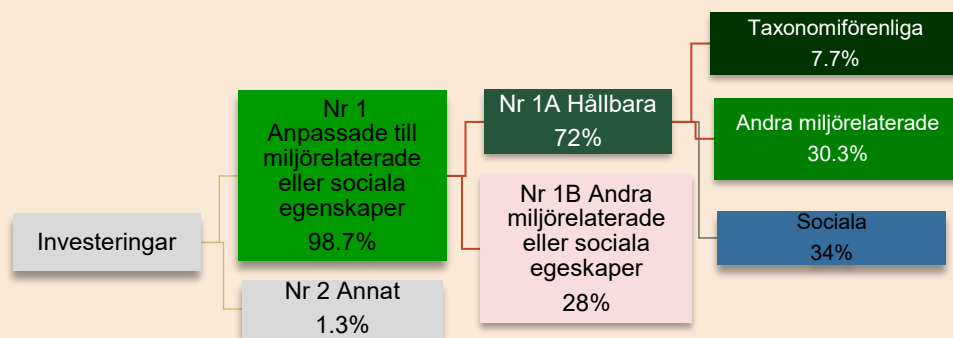 Investeringar
Nr 1
Anpassade till
miljörelaterade
eller sociala
egenskaper
98.7%
Nr 2 Annat
1.3%
Nr 1A Hållbara
72%
Nr 1B Andra
miljörelaterade
eller sociala
egeskaper
28%
Taxonomiförenliga
7.7%
Andra miljörelaterade
30.3%
Sociala
34%